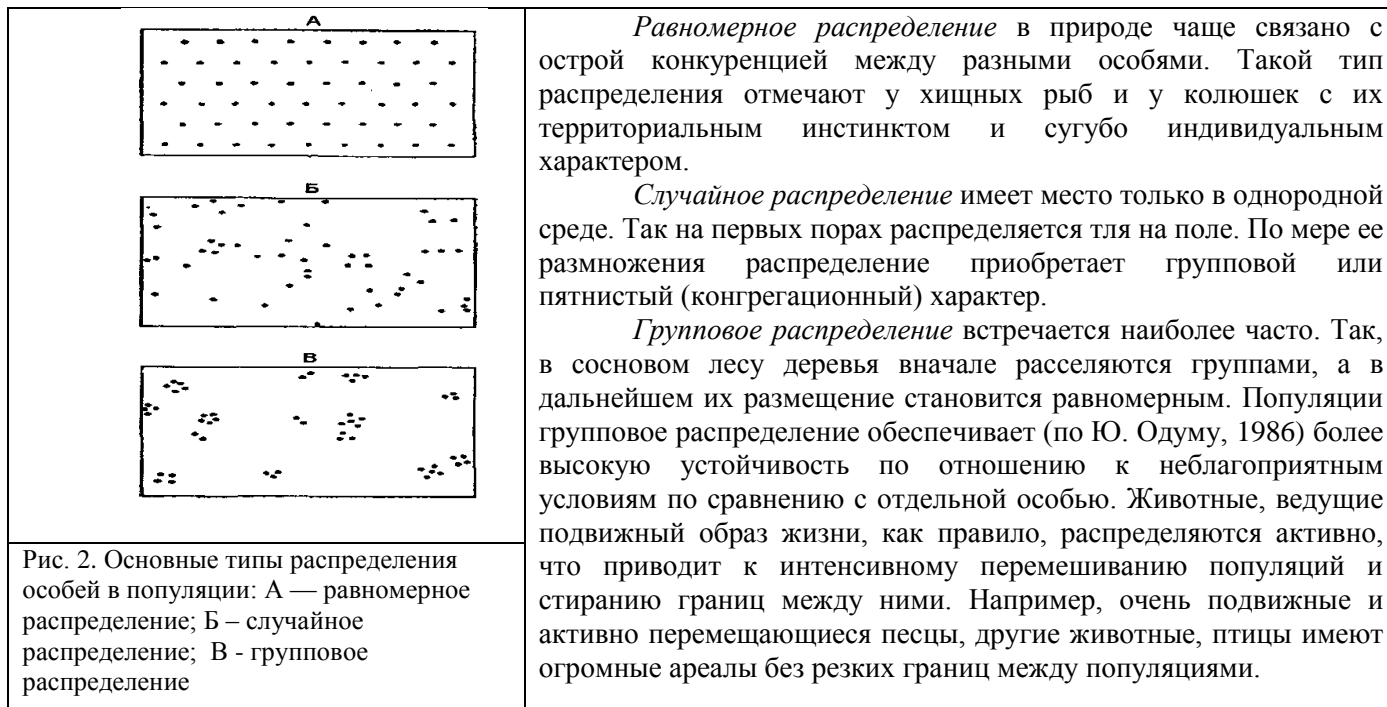 А
Б
В
Рис. 2. Основные типы распределения
особей в популяции: А — равномерное
распределение; Б – случайное
распределение;  В - групповое
распределение
Равномерное распределение в природе чаще связано с
острой конкуренцией между разными особями. Такой тип
распределения отмечают у хищных рыб и у колюшек с их
территориальным инстинктом и сугубо индивидуальным
характером.
Случайное распределение имеет место только в однородной
среде. Так на первых порах распределяется тля на поле. По мере ее
размножения распределение приобретает групповой или
пятнистый (конгрегационный) характер.
Групповое распределение встречается наиболее часто. Так,
в сосновом лесу деревья вначале расселяются группами, а в
дальнейшем их размещение становится равномерным. Популяции
групповое распределение обеспечивает (по Ю. Одуму, 1986) более
высокую устойчивость по отношению к неблагоприятным
условиям по сравнению с отдельной особью. Животные, ведущие
подвижный образ жизни, как правило, распределяются активно,
что приводит к интенсивному перемешиванию популяций и
стиранию границ между ними. Например, очень подвижные и
активно перемещающиеся песцы, другие животные, птицы имеют
огромные ареалы без резких границ между популяциями.